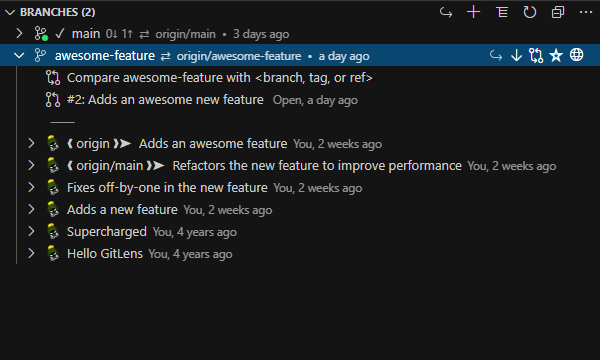 BRANCHES (2)
main 0↓ 1↑ ⇄ origin/main • 3 days ago
awesome-feature ⇄ origin/awesome-feature • a day ago
Compare awesome-feature with <branch, tag, or ref>
#2: Adds an awesome new feature Open, a day ago
❰ origin ❱➤ Adds an awesome feature You, 2 weeks ago
❰ origin/main ❱➤ Refactors the new feature to improve performance You, 2 weeks ago
Fixes off-by-one in the new feature You, 2 weeks ago
Adds a new feature You, 2 weeks ago
Supercharged You, 4 years ago
Hello GitLens You, 4 years ago